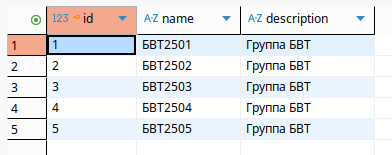 123 id A-Z name A-Z description
1 1 БВТ2501 Группа БВТ
2 2 БВТ2502 Группа БВТ
3 3 БВТ2503 Группа БВТ
4 4 БВТ2504 Группа БВТ
5 5 БВТ2505 Группа БВТ